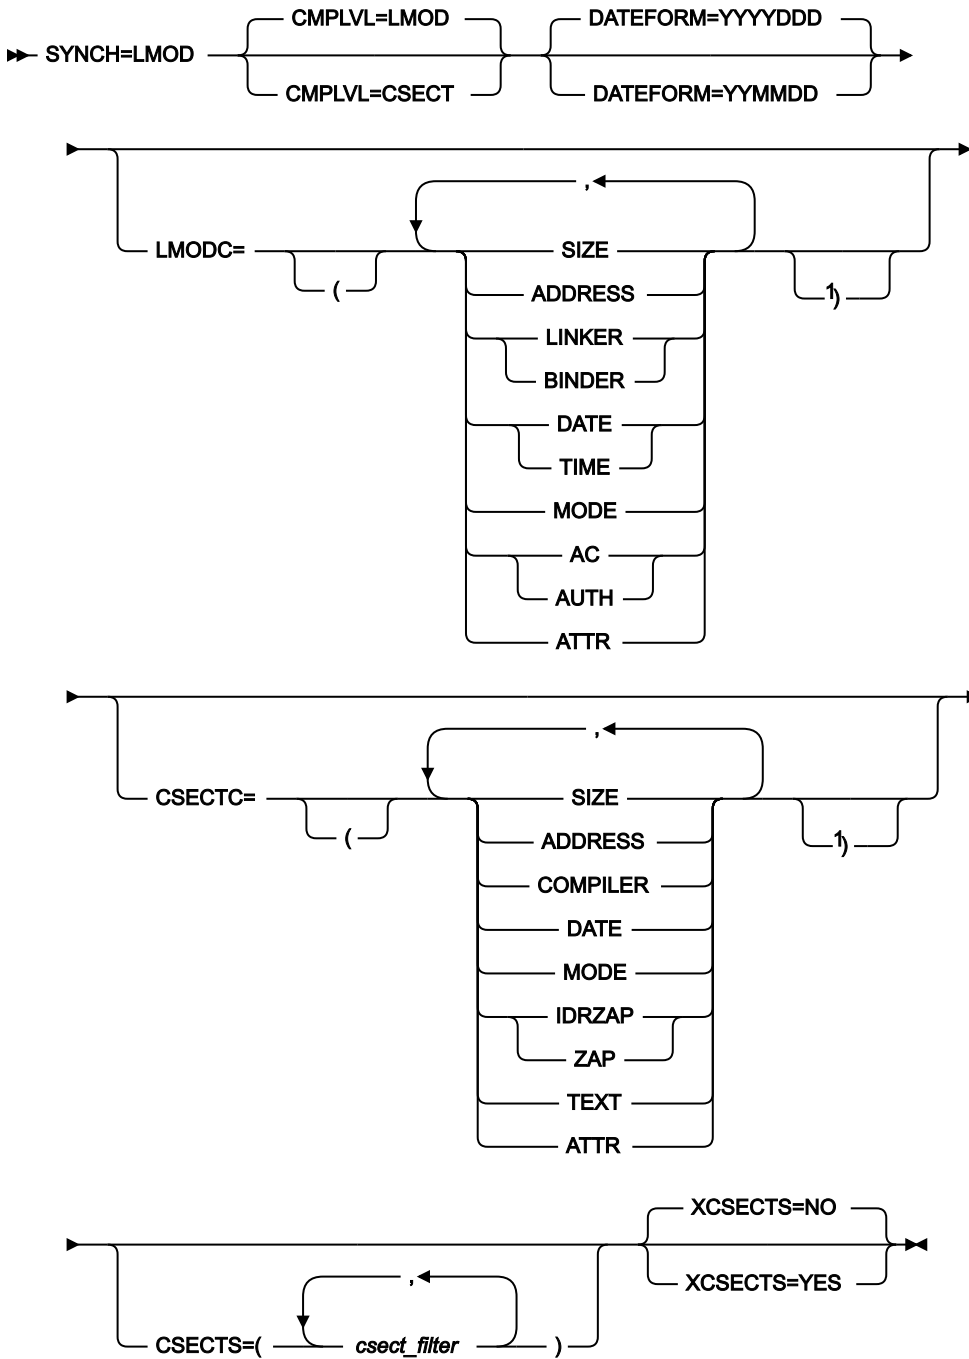 CMPLVL=LMOD DATEFORM=YYYYDDD
SYNCH=LMOD
CMPLVL=CSECT DATEFORM=YYMMDD
,
LMODC= SIZE
( 1)
ADDRESS
LINKER
BINDER
DATE
TIME
MODE
AC
AUTH
ATTR
,
CSECTC= SIZE
( 1)
ADDRESS
COMPILER
DATE
MODE
IDRZAP
ZAP
TEXT
ATTR
XCSECTS=NO
,
XCSECTS=YES
CSECTS=( csect_filter )